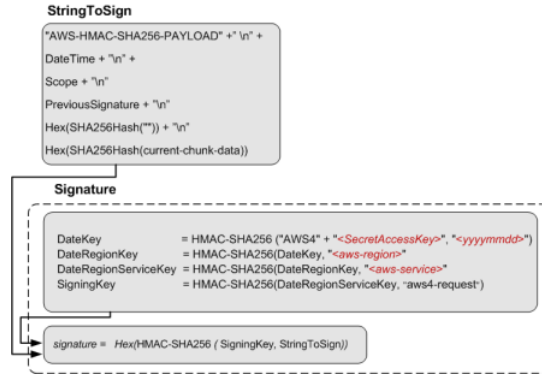 StringToSign
"AWS-HMAC-SHA256-PAYLOAD" +" \n" +
DateTime + "\n" +
Scope + "\n"
PreviousSignature + "\n"
Hex(SHA256Hash("")) + "\n"
Hex(SHA256Hash(current-chunk-data))
Signature
DateKey = HMAC-SHA256 ("AWS4" + "<SecretAccessKey>", "<yyyymmdd>")
DateRegionKey = HMAC-SHA256(DateKey, "<aws-region>"
DateRegionServiceKey = HMAC-SHA256(DateRegionKey, "<aws-service>"
SigningKey = HMAC-SHA256(DateRegionServiceKey, "aws4-request")
signature = Hex(HMAC-SHA256 ( SigningKey, StringToSign))